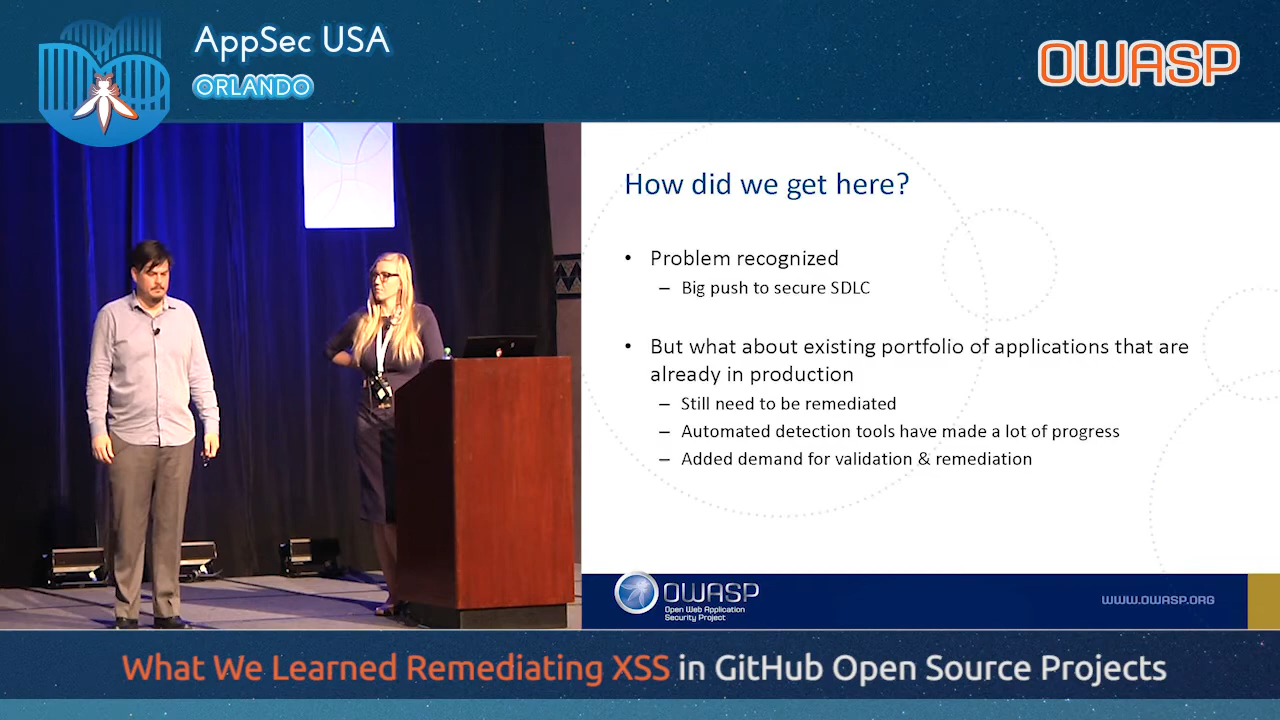 AppSec USA
ORLANDO
OWASP
How did we get here?
• Problem recognized
– Big push to secure SDLC
• But what about existing portfolio of applications that are
already in production
– Still need to be remediated
– Automated detection tools have made a lot of progress
– Added demand for validation & remediation
OWASP
Open Web Application
Security Project
WWW.OWASP.ORG
What We Learned Remediating XSS in GitHub Open Source Projects